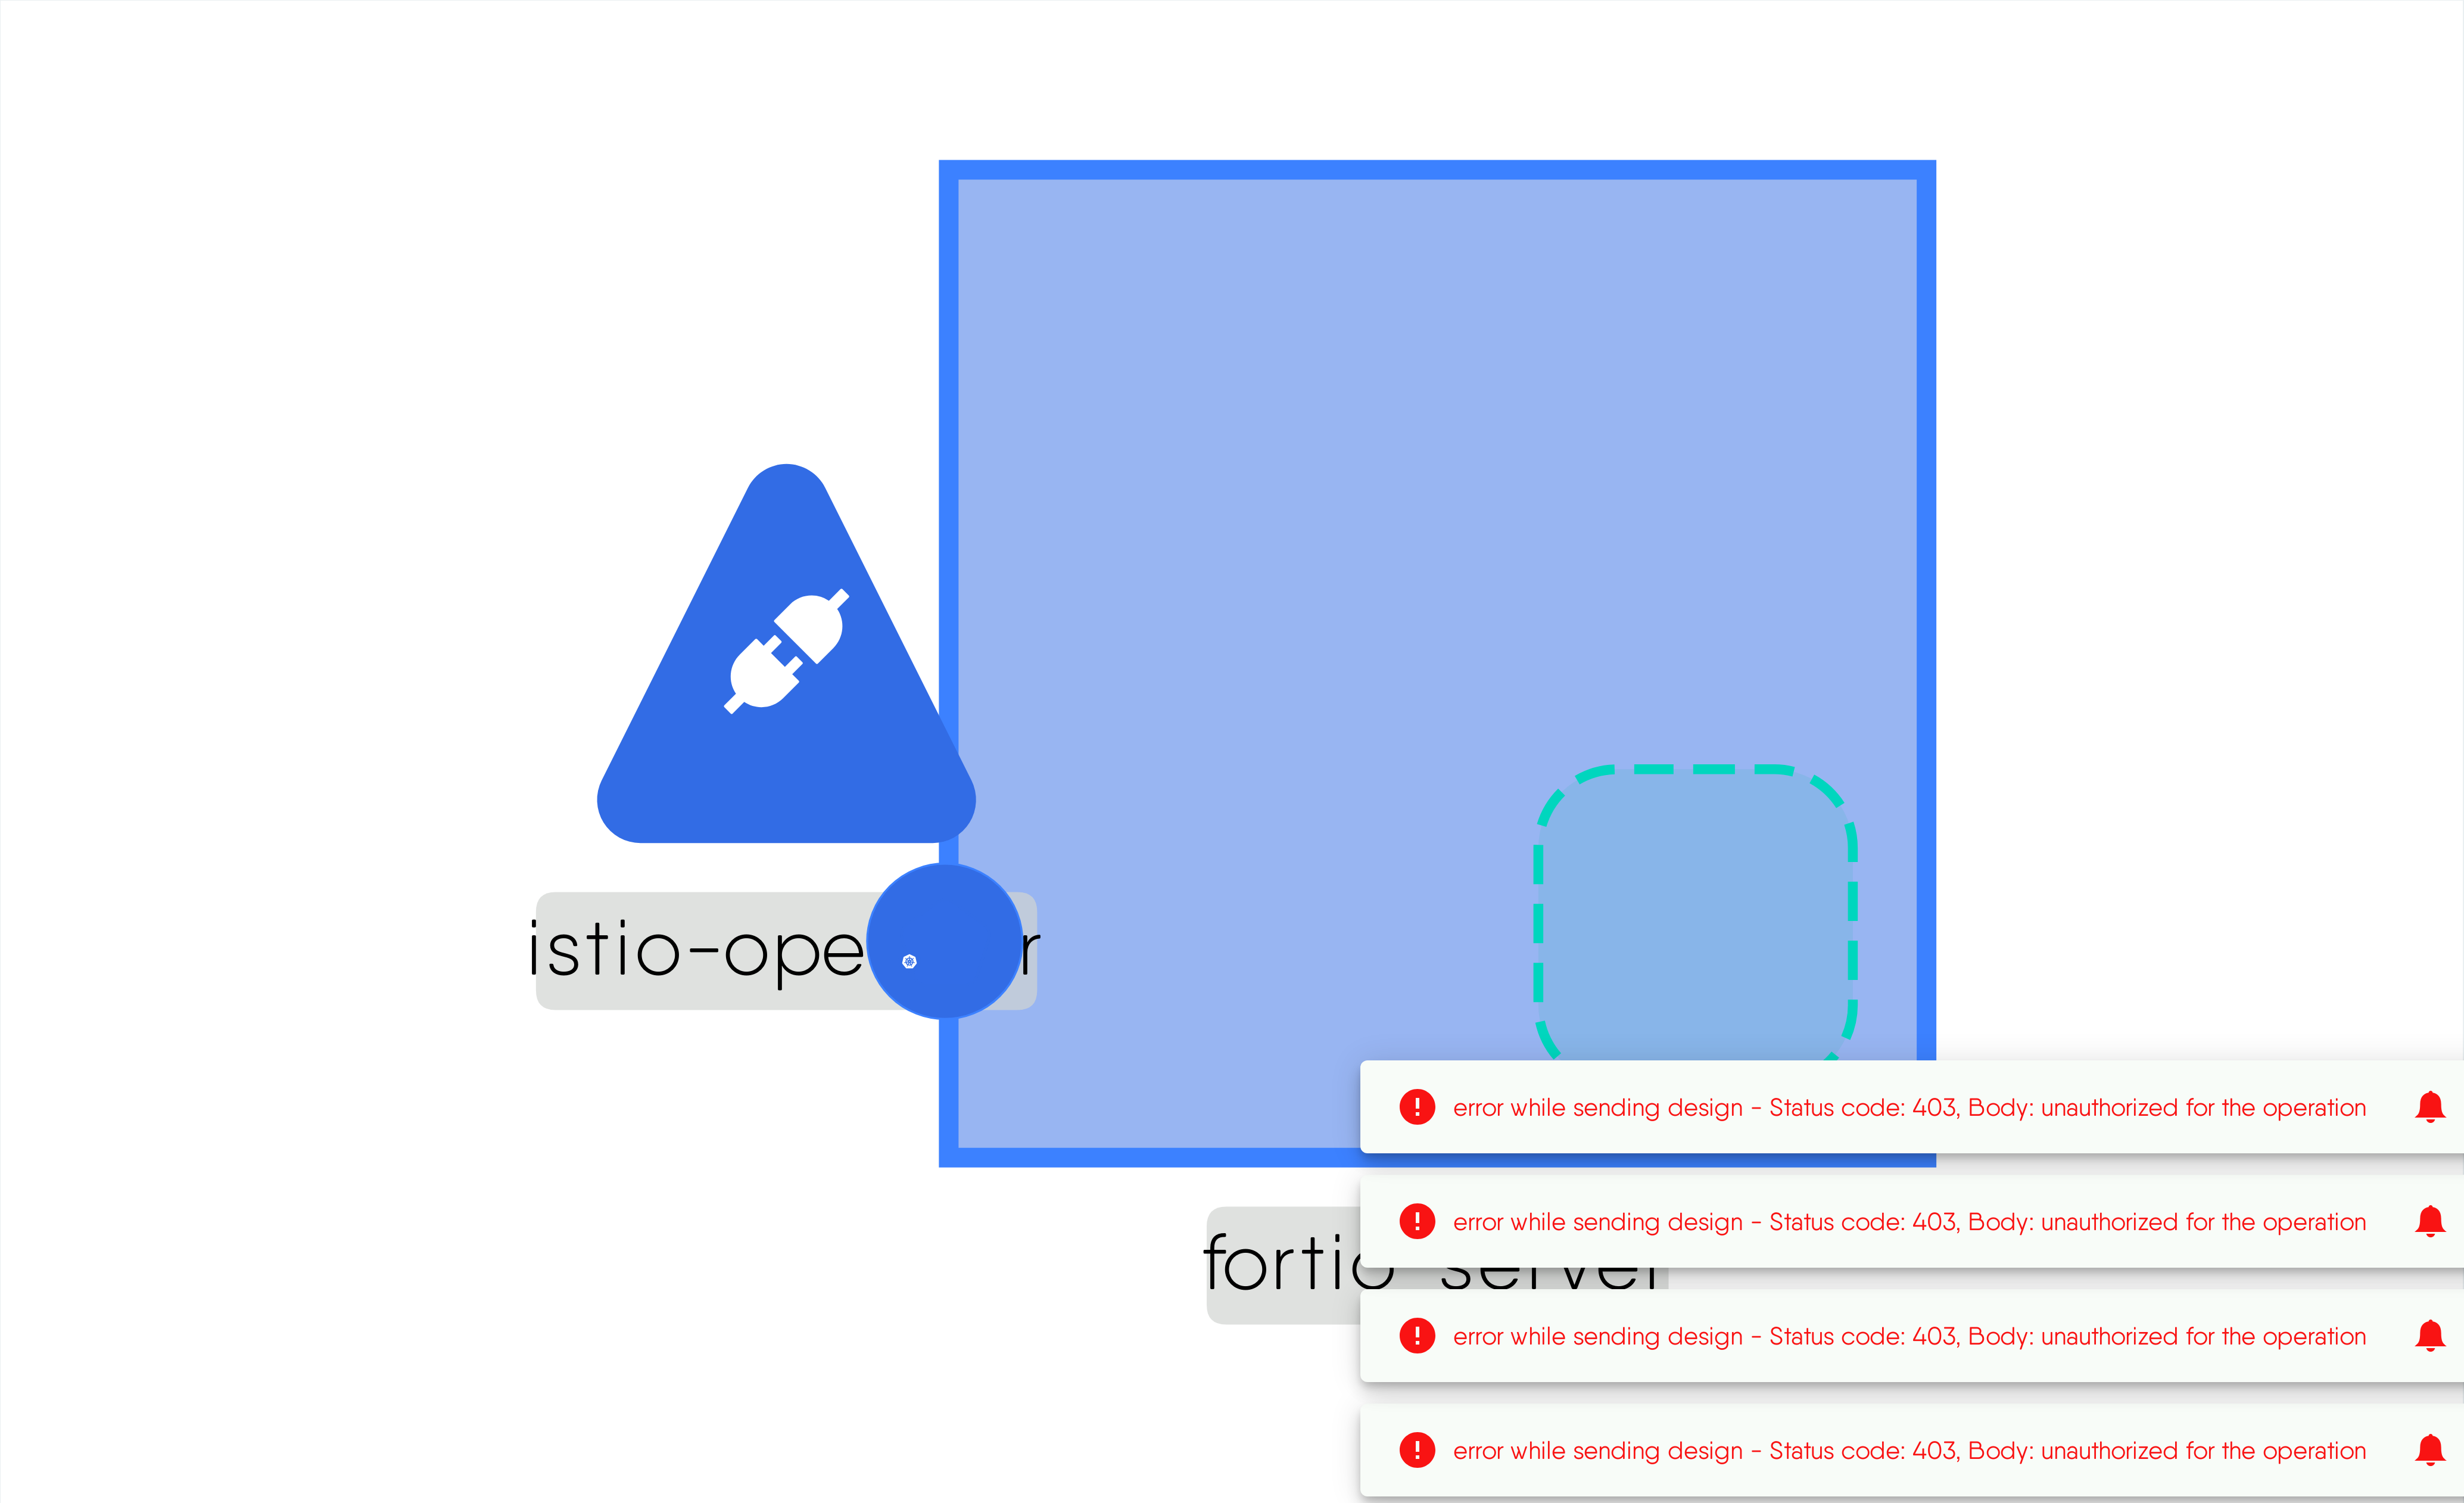 istio-ope r
error while sending design - Status code: 403, Body: unauthorized for the operation
error while sending design - Status code: 403, Body: unauthorized for the operation
fortio server
error while sending design - Status code: 403, Body: unauthorized for the operation
error while sending design - Status code: 403, Body: unauthorized for the operation